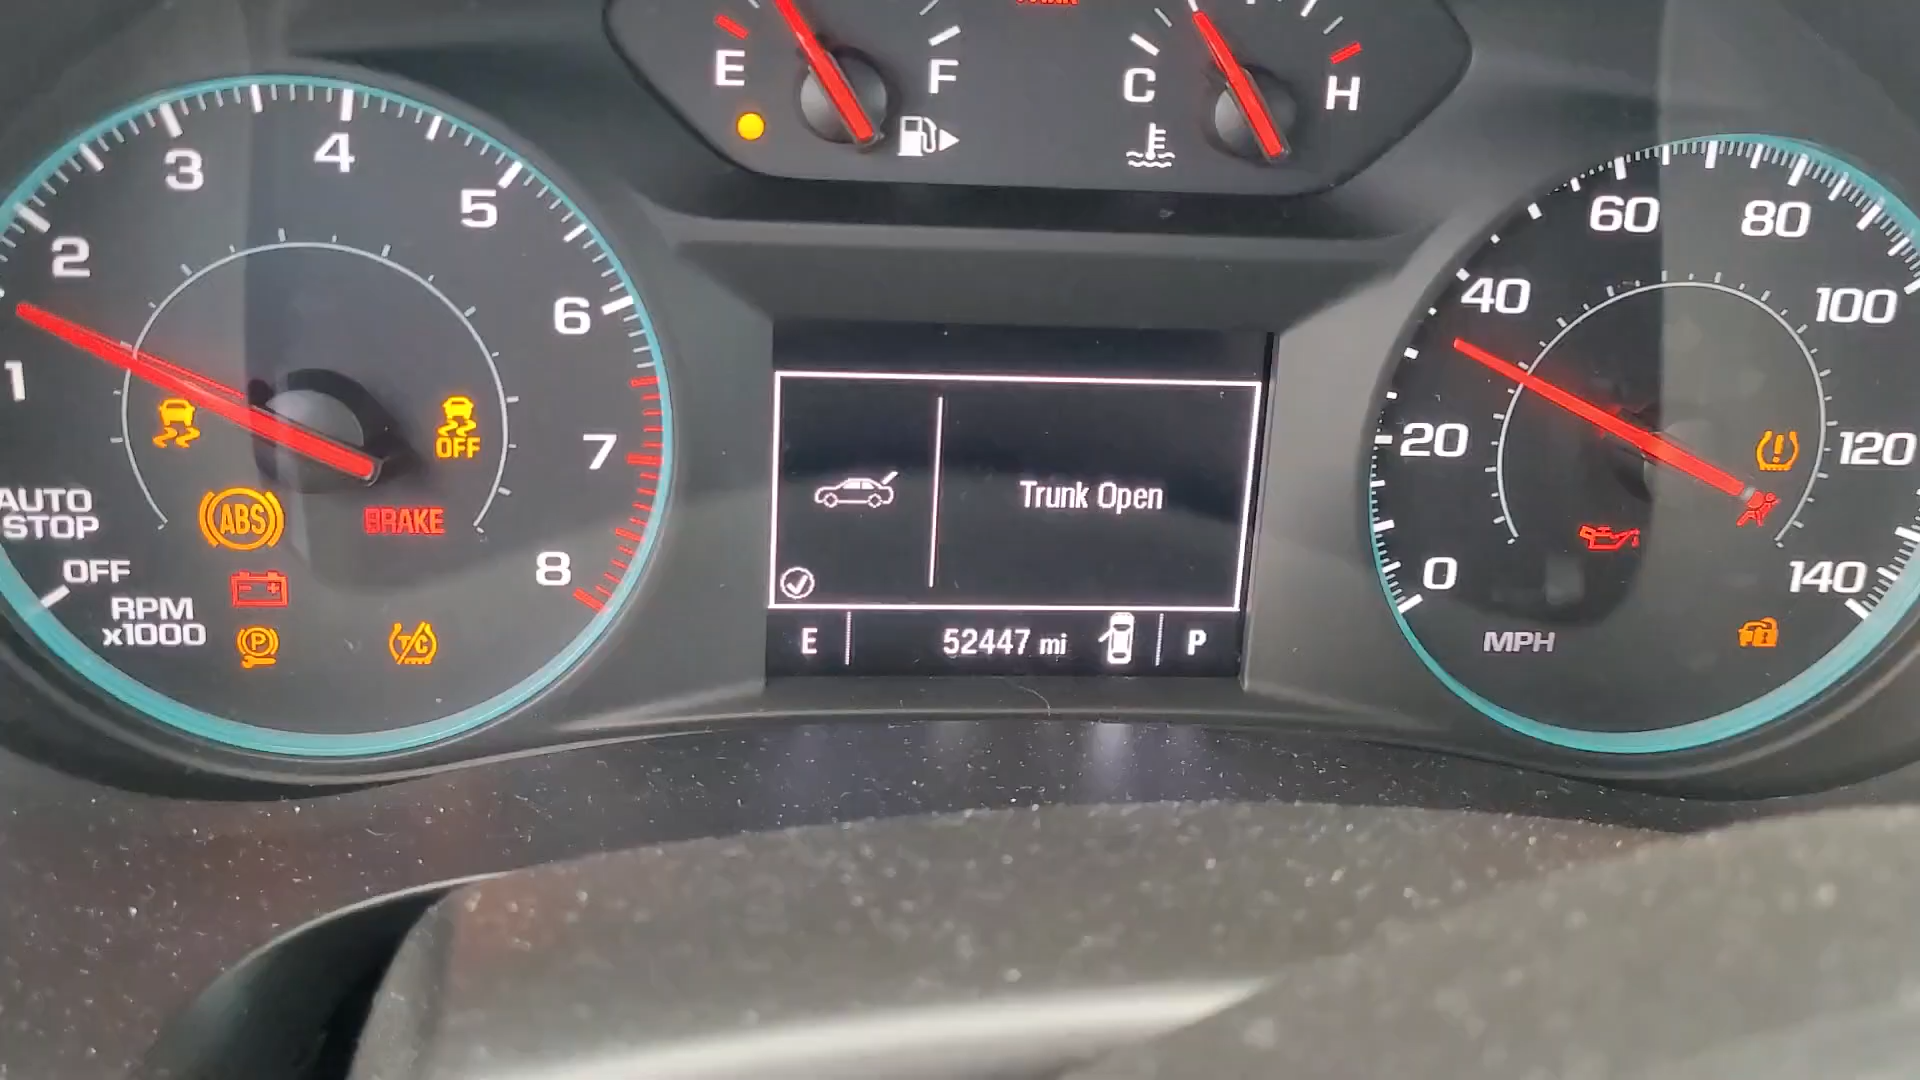 E
F
C
H
1
2
3
4
5
6
7
8
AUTO
STOP
OFF
RPM
x1000
OFF
ABS
BRAKE
P
T/C
Trunk Open
E 52447 mi P
0
20
40
60
80
100
120
140
MPH